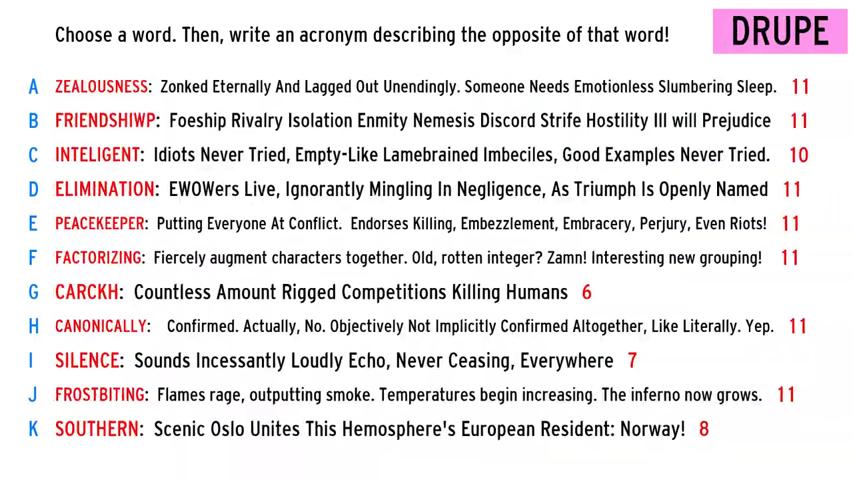 Choose a word. Then, write an acronym describing the opposite of that word!
DRUPE
A ZEALOUSNESS: Zonked Eternally And Lagged Out Unendingly. Someone Needs Emotionless Slumbering Sleep. 11
B FRIENDSHIWP: Foeship Rivalry Isolation Enmity Nemesis Discord Strife Hostility Ill will Prejudice 11
C INTELIGENT: Idiots Never Tried, Empty-Like Lamebrained Imbeciles, Good Examples Never Tried. 10
D ELIMINATION: EWOWers Live, Ignorantly Mingling In Negligence, As Triumph Is Openly Named 11
E PEACEKEEPER: Putting Everyone At Conflict. Endorses Killing, Embezzlement, Embracery, Perjury, Even Riots! 11
F FACTORIZING: Fiercely augment characters together. Old, rotten integer? Zamn! Interesting new grouping! 11
G CARCKH: Countless Amount Rigged Competitions Killing Humans 6
H CANONICALLY: Confirmed. Actually, No. Objectively Not Implicitly Confirmed Altogether, Like Literally. Yep. 11
I SILENCE: Sounds Incessantly Loudly Echo, Never Ceasing, Everywhere 7
J FROSTBITING: Flames rage, outputting smoke. Temperatures begin increasing. The inferno now grows. 11
K SOUTHERN: Scenic Oslo Unites This Hemosphere's European Resident: Norway! 8